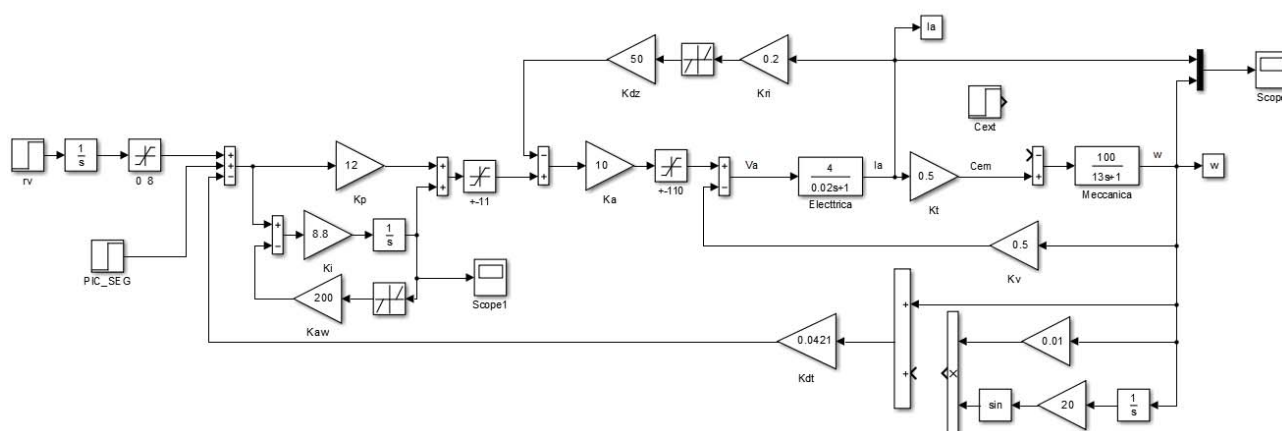 Ia
50
0.2
Kdz
Kri
Scope
Cext
1
s
rv
0 8
+
+
−
12
Kp
+
+
+-11
−
+
10
Ka
+-110
+
−
Va
4
0.02s+1
Electtrica
Ia
0.5
Kt
Cem
−
+
100
13s+1
Meccanica
w
w
PIC_SEG
+
−
8.8
Ki
1
s
200
Kaw
Scope1
0.5
Kv
+
+
0.0421
Kdt
×
0.01
sin
20
1
s